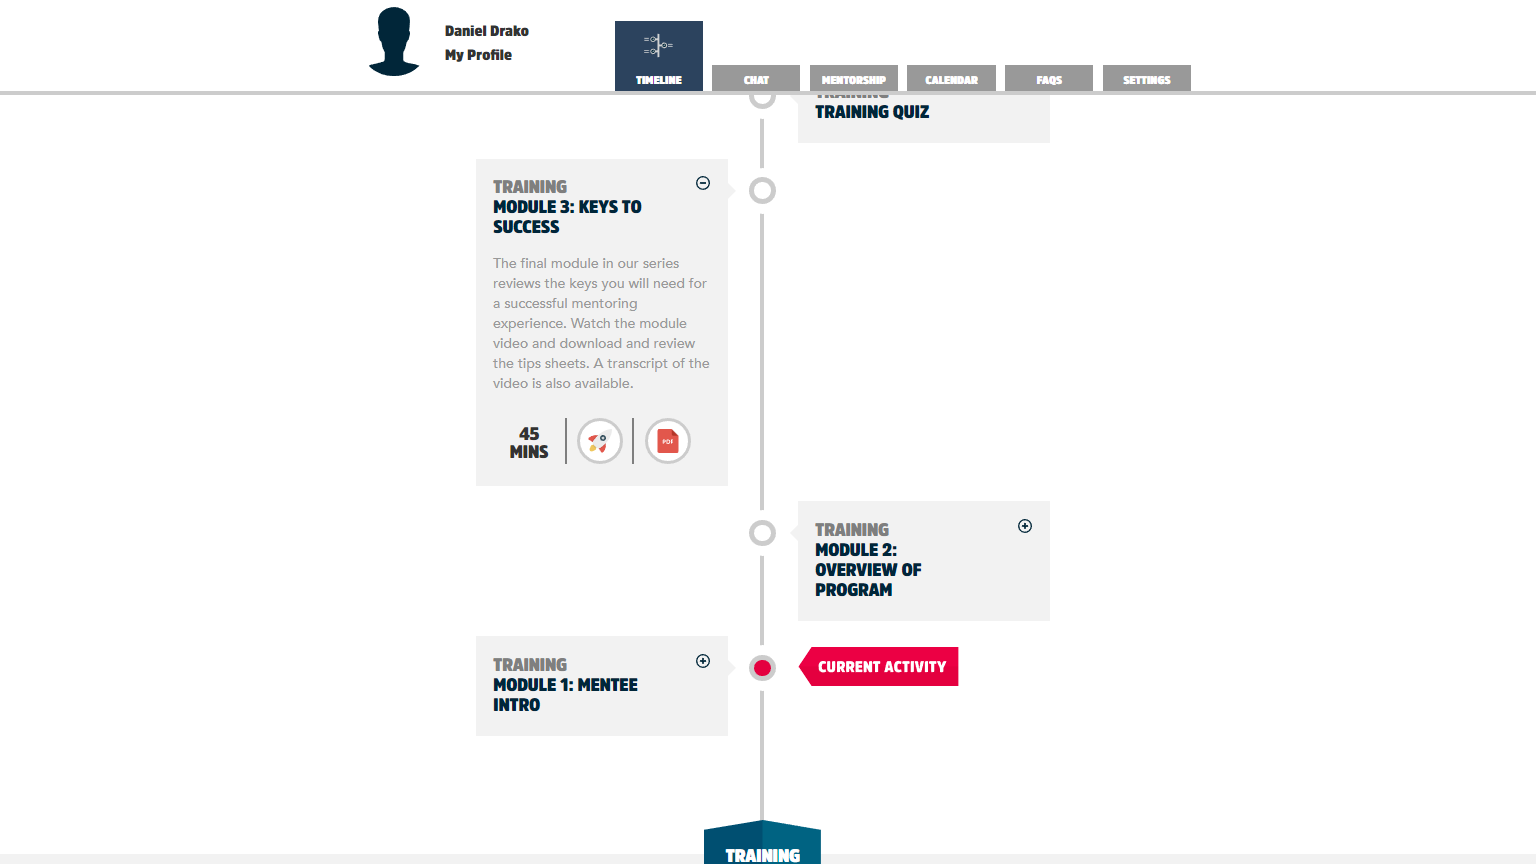 Daniel Drako
My Profile
TIMELINE
CHAT
MENTORSHIP
CALENDAR
FAQS
SETTINGS
TRAINING
TRAINING QUIZ
TRAINING
MODULE 3: KEYS TO
SUCCESS
The final module in our series
reviews the keys you will need for
a successful mentoring
experience. Watch the module
video and download and review
the tips sheets. A transcript of the
video is also available.
45
MINS
PDF
TRAINING
MODULE 2:
OVERVIEW OF
PROGRAM
TRAINING
MODULE 1: MENTEE
INTRO
CURRENT ACTIVITY
TRAINING